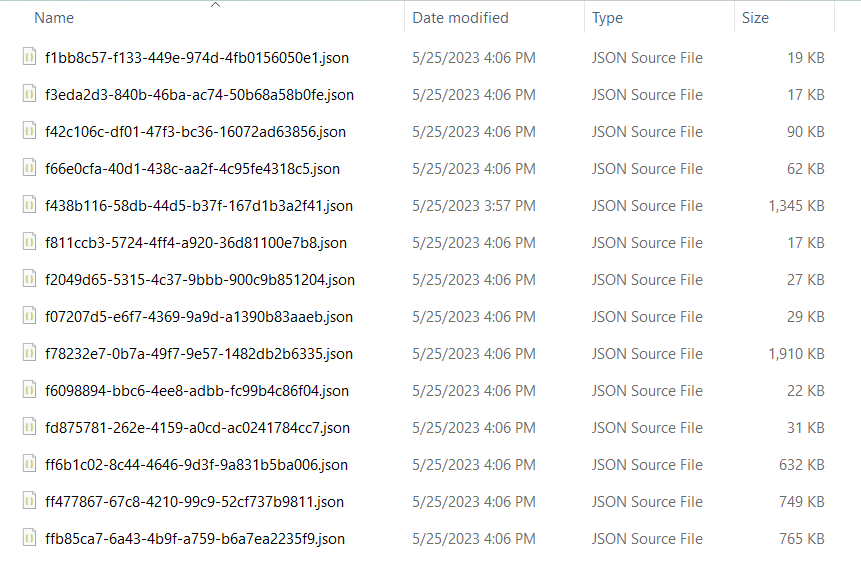 Name Date modified Type Size
f1bb8c57-f133-449e-974d-4fb0156050e1.json 5/25/2023 4:06 PM JSON Source File 19 KB
f3eda2d3-840b-46ba-ac74-50b68a58b0fe.json 5/25/2023 4:06 PM JSON Source File 17 KB
f42c106c-df01-47f3-bc36-16072ad63856.json 5/25/2023 4:06 PM JSON Source File 90 KB
f66e0cfa-40d1-438c-aa2f-4c95fe4318c5.json 5/25/2023 4:06 PM JSON Source File 62 KB
f438b116-58db-44d5-b37f-167d1b3a2f41.json 5/25/2023 3:57 PM JSON Source File 1,345 KB
f811ccb3-5724-4ff4-a920-36d81100e7b8.json 5/25/2023 4:06 PM JSON Source File 17 KB
f2049d65-5315-4c37-9bbb-900c9b851204.json 5/25/2023 4:06 PM JSON Source File 27 KB
f07207d5-e6f7-4369-9a9d-a1390b83aaeb.json 5/25/2023 4:06 PM JSON Source File 29 KB
f78232e7-0b7a-49f7-9e57-1482db2b6335.json 5/25/2023 4:06 PM JSON Source File 1,910 KB
f6098894-bbc6-4ee8-adbb-fc99b4c86f04.json 5/25/2023 4:06 PM JSON Source File 22 KB
fd875781-262e-4159-a0cd-ac0241784cc7.json 5/25/2023 4:06 PM JSON Source File 31 KB
ff6b1c02-8c44-4646-9d3f-9a831b5ba006.json 5/25/2023 4:06 PM JSON Source File 632 KB
ff477867-67c8-4210-99c9-52cf737b9811.json 5/25/2023 4:06 PM JSON Source File 749 KB
ffb85ca7-6a43-4b9f-a759-b6a7ea2235f9.json 5/25/2023 4:06 PM JSON Source File 765 KB